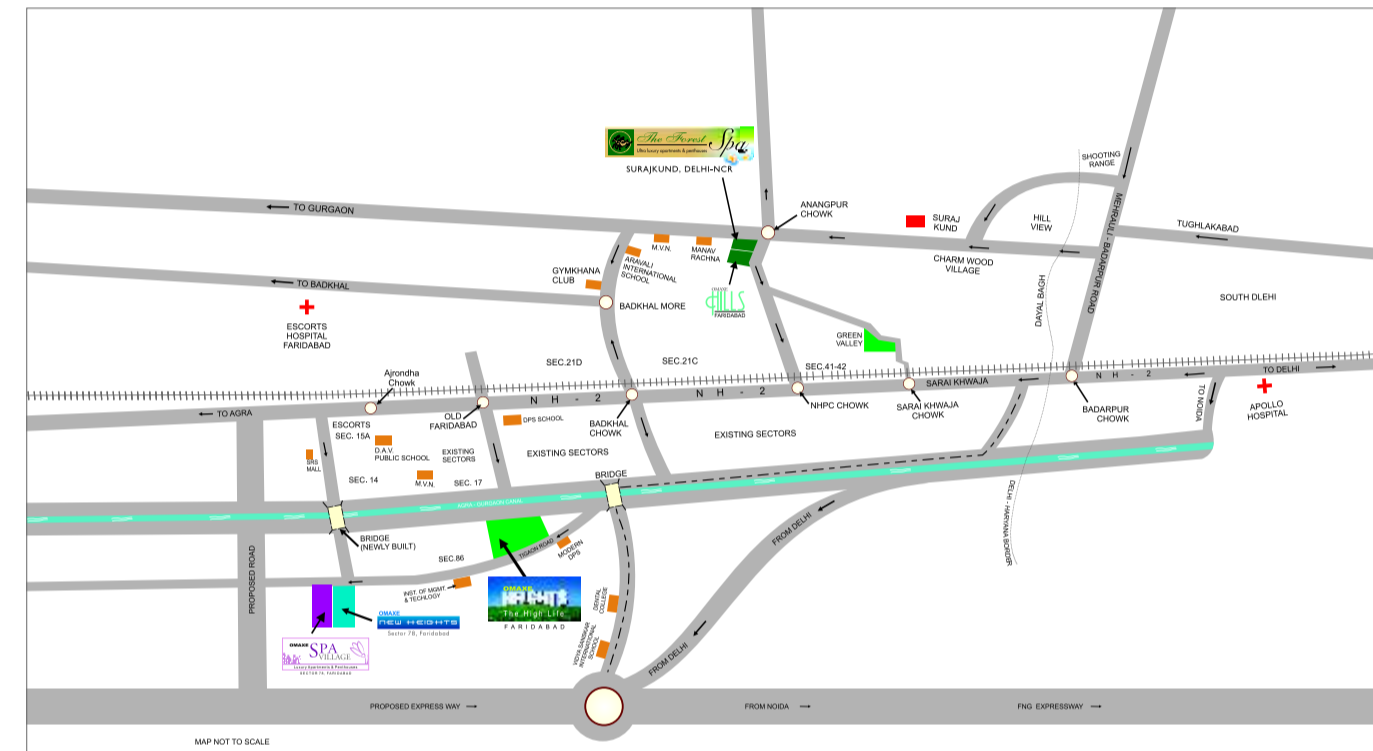 The Forest
Spa
Ultra luxury apartments & penthouses
SURAJKUND, DELHI-NCR
SHOOTING
RANGE
TO GURGAON
ANANGPUR
CHOWK
SURAJ
KUND
HILL
VIEW
MEHRAULI - BADARPUR ROAD
TUGHLAKABAD
M.V.N.
MANAV
RACHNA
ARAVALI
INTERNATIONAL
SCHOOL
CHARM WOOD
VILLAGE
GYMKHANA
CLUB
TO BADKHAL
BADKHAL MORE
OMAXE
HILLS
FARIDABAD
DAYAL BAGH
SOUTH DLEHI
ESCORTS
HOSPITAL
FARIDABAD
GREEN
VALLEY
SEC.21D
SEC.21C
SEC.41-42
Ajrondha
Chowk
SARAI KHWAJA
N H - 2
TO DELHI
N H - 2
N H - 2
TO AGRA
NHPC CHOWK
SARAI KHWAJA
CHOWK
BADARPUR
CHOWK
TO NOIDA
APOLLO
HOSPITAL
ESCORTS
SEC. 15A
OLD
FARIDABAD
DPS SCHOOL
BADKHAL
CHOWK
EXISTING SECTORS
D.A.V.
PUBLIC SCHOOL
EXISTING
SECTORS
EXISTING SECTORS
SRS
MALL
SEC. 14
M.V.N.
SEC. 17
BRIDGE
AGRA - GURGAON CANAL
DELHI - HARYANA BORDER
BRIDGE
(NEWLY BUILT)
FROM DELHI
SEC.86
TIGAON ROAD
MODERN
DPS
PROPOSED ROAD
INST. OF MGMT.
& TECHLOGY
OMAXE
HEIGHTS
The High Life
FARIDABAD
DENTAL
COLLEGE
OMAXE
NEW HEIGHTS
Sector 78, Faridabad
VIDYA SANSKAR
INTERNATIONAL
SCHOOL
OMAXE SPA
VILLAGE
Luxury Apartments & Penthouses
SECTOR 78, FARIDABAD
FROM DELHI
PROPOSED EXPRESS WAY
FROM NOIDA
FNG EXPRESSWAY
MAP NOT TO SCALE